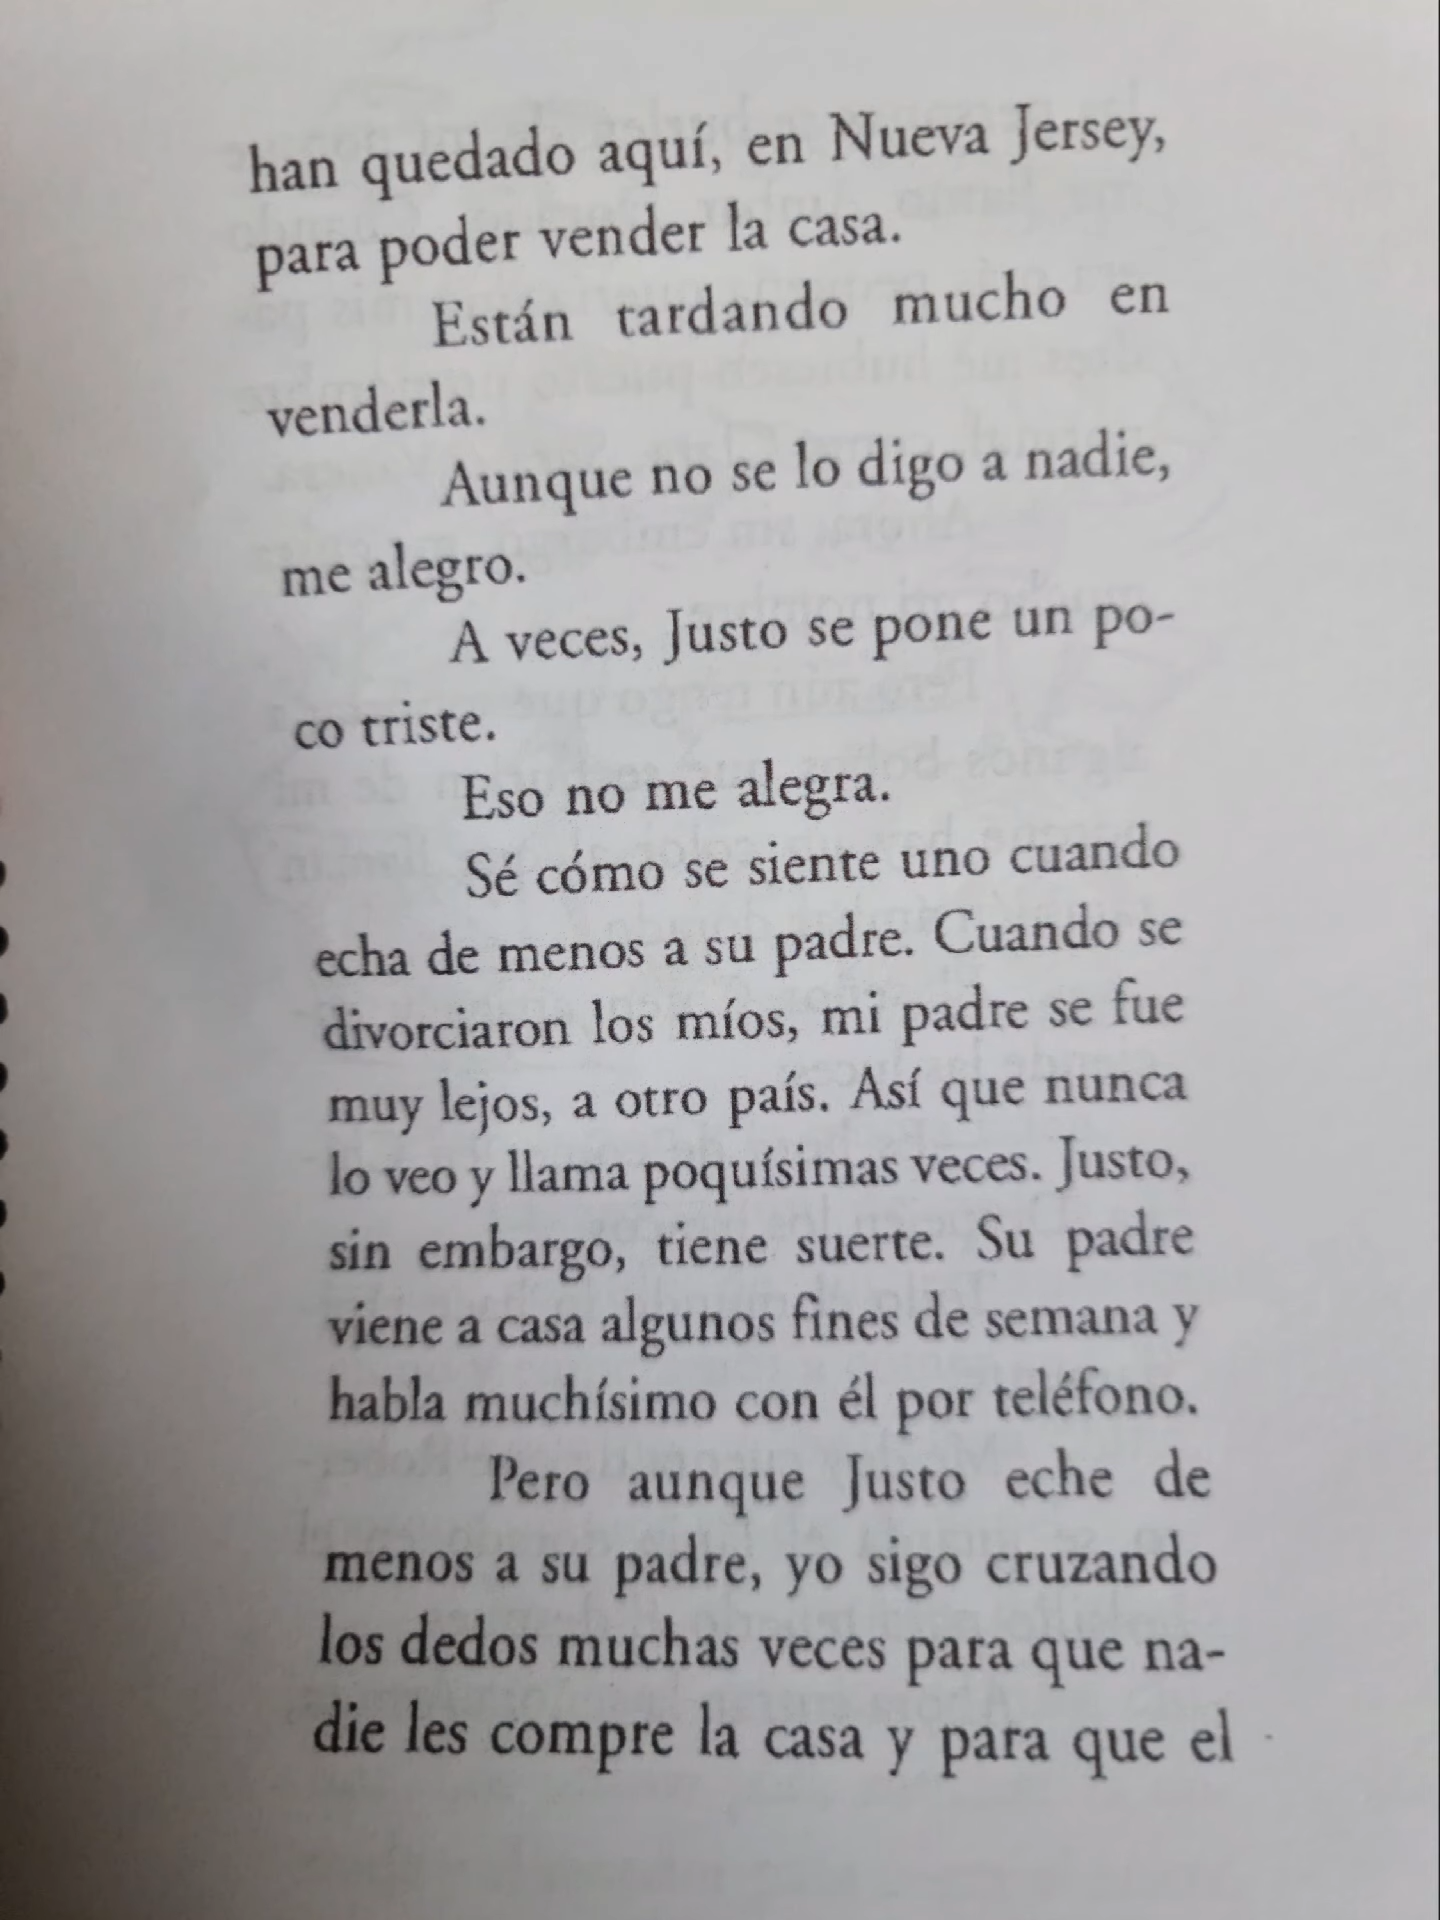 han quedado aquí, en Nueva Jersey,
para poder vender la casa.
Están tardando mucho en
venderla.
Aunque no se lo digo a nadie,
me alegro.
A veces, Justo se pone un po-
co triste.
Eso no me alegra.
Sé cómo se siente uno cuando
echa de menos a su padre. Cuando se
divorciaron los míos, mi padre se fue
muy lejos, a otro país. Así que nunca
lo veo y llama poquísimas veces. Justo,
sin embargo, tiene suerte. Su padre
viene a casa algunos fines de semana y
habla muchísimo con él por teléfono.
Pero aunque Justo eche de
menos a su padre, yo sigo cruzando
los dedos muchas veces para que na-
die les compre la casa y para que el